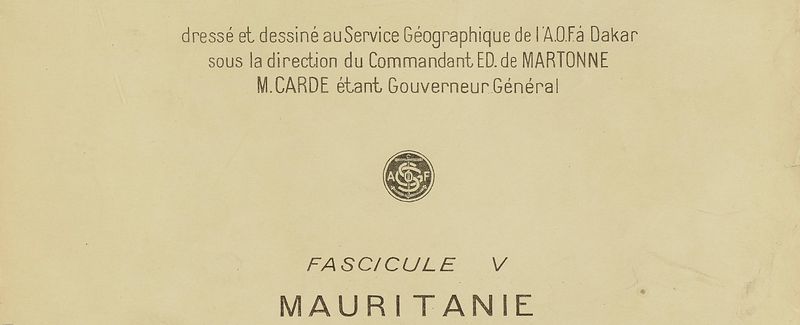 dressé et dessiné au Service Géographique de l'A.O.F á Dakar
sous la direction du Commandant ED. de MARTONNE
M. CARDE étant Gouverneur Général
FASCICULE V
MAURITANIE